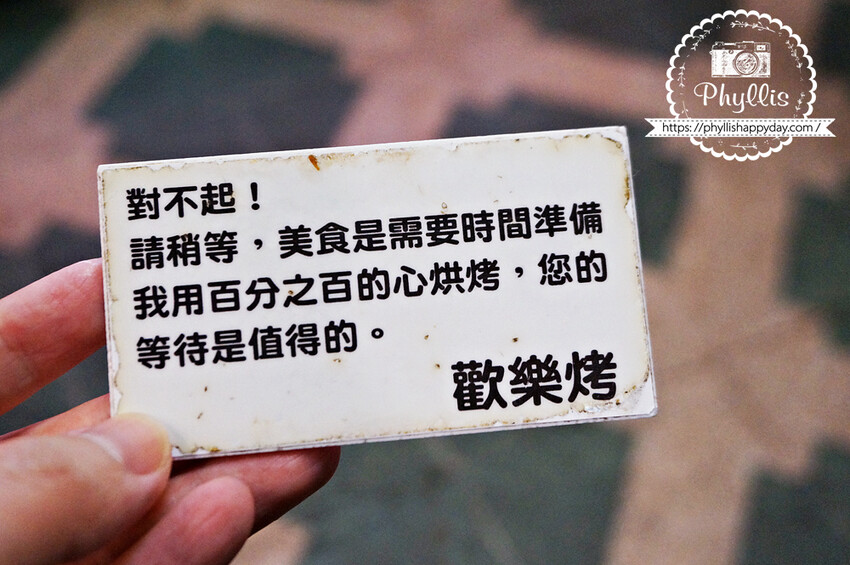 Phyllis
https://phyllishappyday.com/
對不起！
請稍等，美食是需要時間準備
我用百分之百的心烘烤，您的
等待是值得的。
歡樂烤